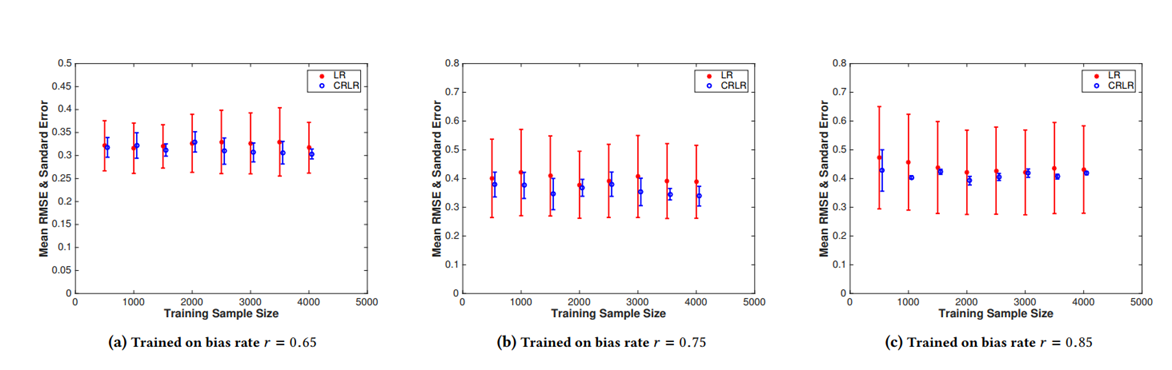 Mean RMSE & Standard Error
0.5
0.45
0.4
0.35
0.3
0.25
0.2
0.15
0.1
0.05
0
0 1000 2000 3000 4000 5000
Training Sample Size
LR
CRLR
(a) Trained on bias rate r = 0.65
Mean RMSE & Standard Error
0.8
0.7
0.6
0.5
0.4
0.3
0.2
0.1
0
0 1000 2000 3000 4000 5000
Training Sample Size
LR
CRLR
(b) Trained on bias rate r = 0.75
Mean RMSE & Standard Error
0.8
0.7
0.6
0.5
0.4
0.3
0.2
0.1
0
0 1000 2000 3000 4000 5000
Training Sample Size
LR
CRLR
(c) Trained on bias rate r = 0.85